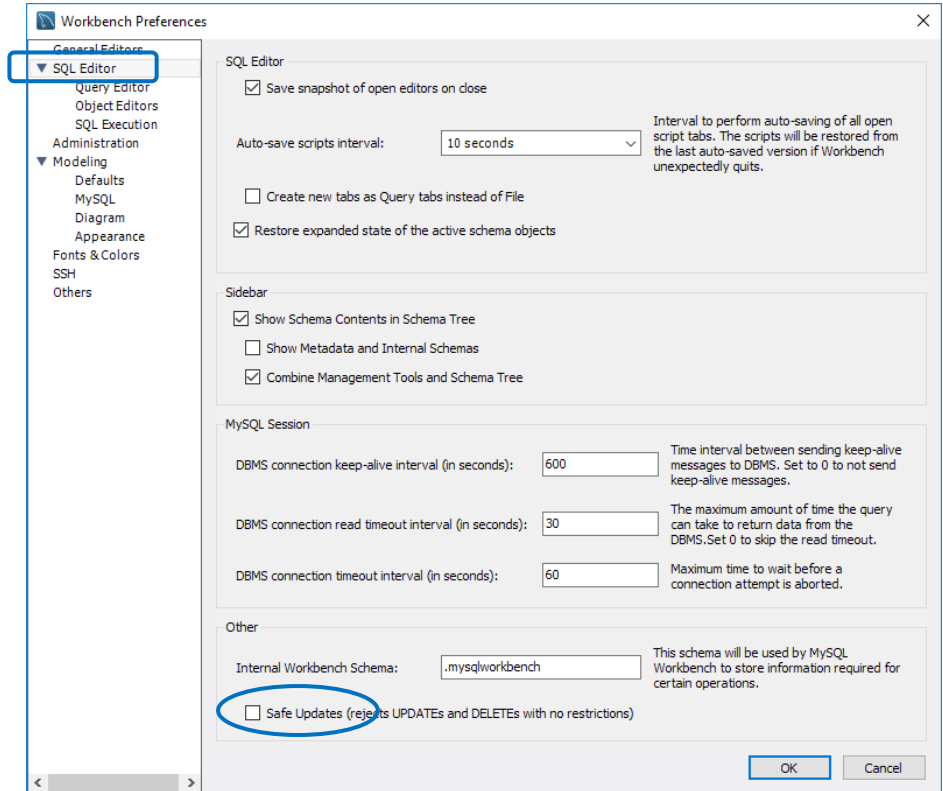 Workbench Preferences
General Editors
SQL Editor
Query Editor
Object Editors
SQL Execution
Administration
Modeling
Defaults
MySQL
Diagram
Appearance
Fonts & Colors
SSH
Others
SQL Editor
Save snapshot of open editors on close
Auto-save scripts interval:
10 seconds
Interval to perform auto-saving of all open
script tabs. The scripts will be restored from
the last auto-saved version if Workbench
unexpectedly quits.
Create new tabs as Query tabs instead of File
Restore expanded state of the active schema objects
Sidebar
Show Schema Contents in Schema Tree
Show Metadata and Internal Schemas
Combine Management Tools and Schema Tree
MySQL Session
DBMS connection keep-alive interval (in seconds):
600
Time interval between sending keep-alive
messages to DBMS. Set to 0 to not send
keep-alive messages.
DBMS connection read timeout interval (in seconds):
30
The maximum amount of time the query
can take to return data from the
DBMS.Set 0 to skip the read timeout.
DBMS connection timeout interval (in seconds):
60
Maximum time to wait before a
connection attempt is aborted.
Other
Internal Workbench Schema:
.mysqlworkbench
This schema will be used by MySQL
Workbench to store information required for
certain operations.
Safe Updates (rejects UPDATEs and DELETEs with no restrictions)
OK
Cancel